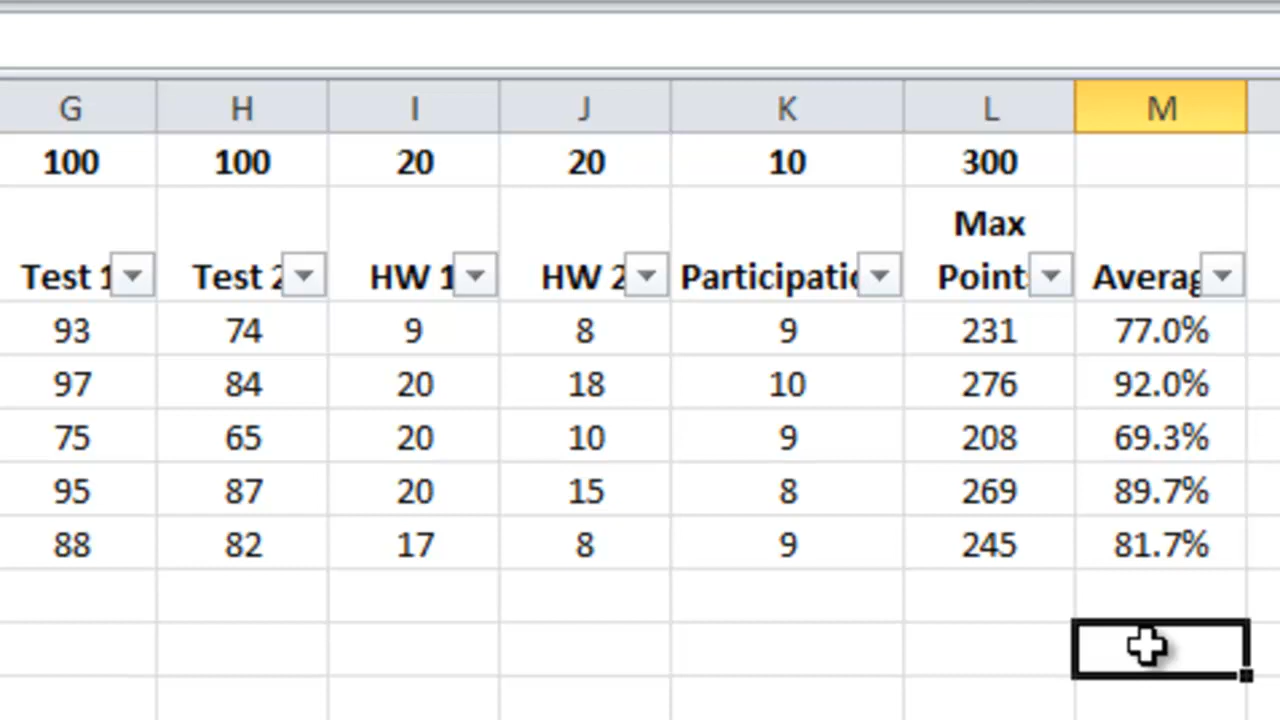 G H I J K L M
100 100 20 20 10 300
Max
Test 1 Test 2 HW 1 HW 2 Participatio Point Averag
93 74 9 8 9 231 77.0%
97 84 20 18 10 276 92.0%
75 65 20 10 9 208 69.3%
95 87 20 15 8 269 89.7%
88 82 17 8 9 245 81.7%